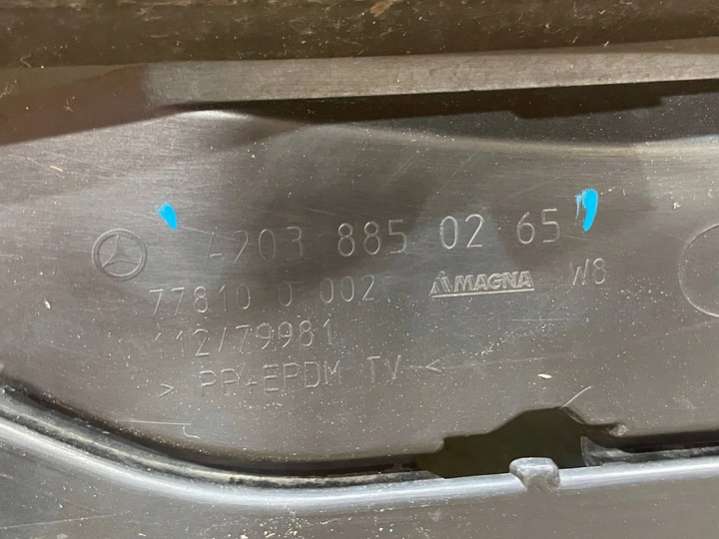 A203 885 02 65
77810 0 002 MAGNA W8
112/79981
> PP+EPDM TV <